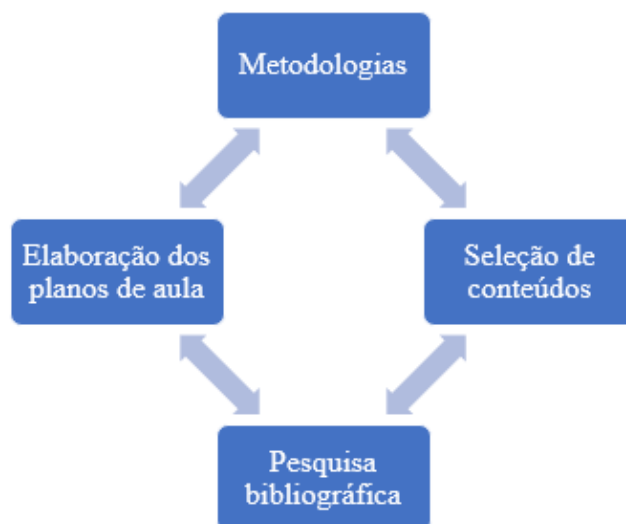 Metodologias
Elaboração dos
planos de aula
Seleção de
conteúdos
Pesquisa
bibliográfica